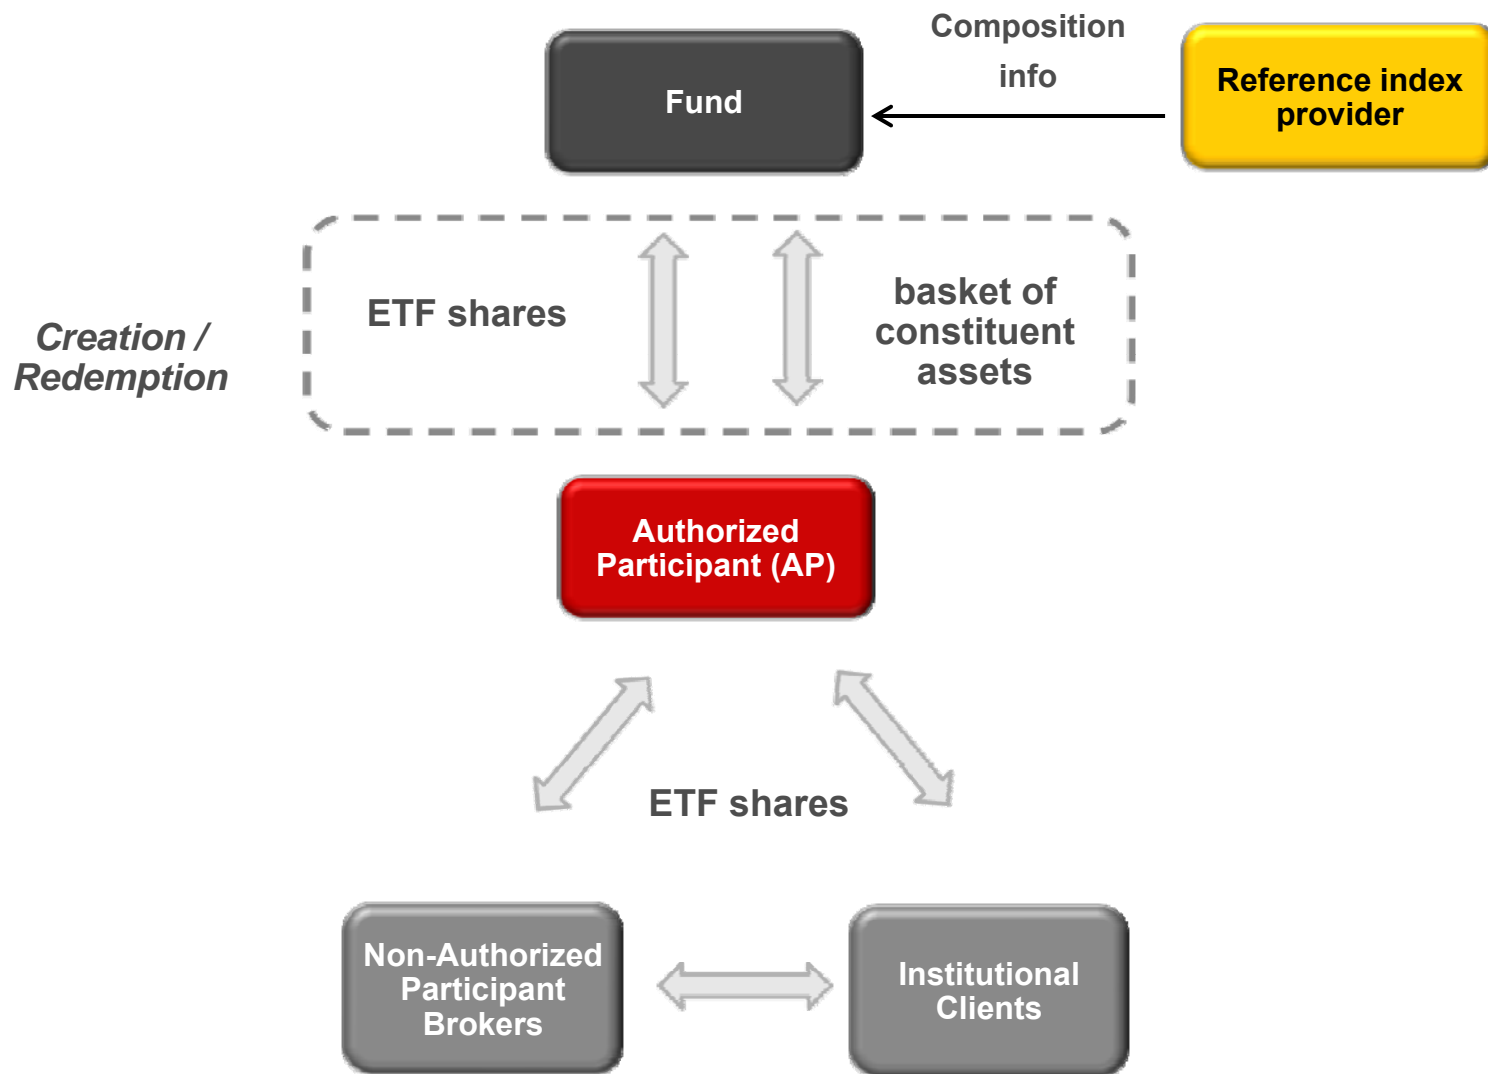 Composition
info
Fund
Reference index
provider
ETF shares
basket of
constituent
assets
Creation /
Redemption
Authorized
Participant (AP)
ETF shares
Non-Authorized
Participant
Brokers
Institutional
Clients